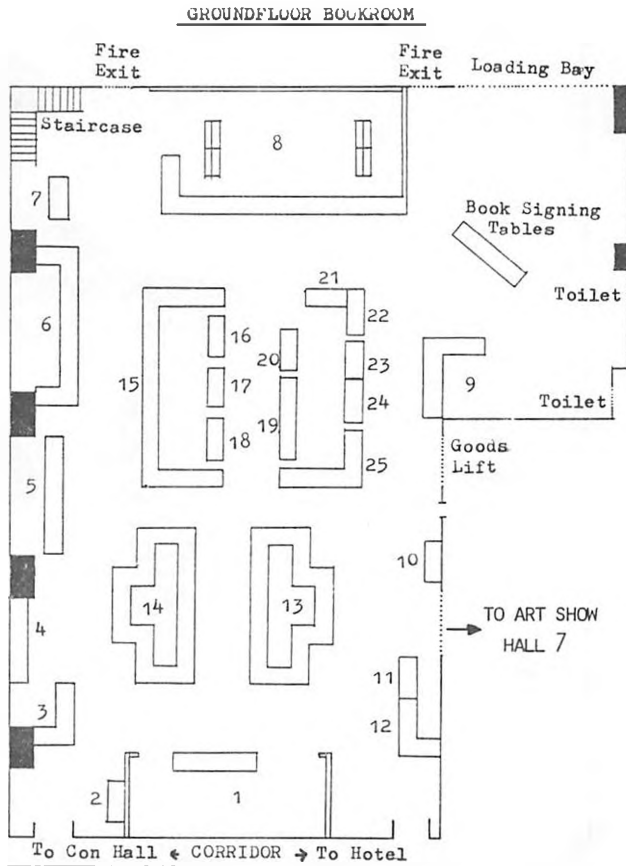 GROUNDFLOOR BOOKROOM
Fire Exit
Fire Exit
Loading Bay
Staircase
8
7
Book Signing
Tables
6
21
22
Toilet
16
20
23
15
17
9
24
19
Toilet
18
25
Goods
Lift
5
10
14
13
TO ART SHOW
HALL 7
4
11
3
12
2
1
To Con Hall ← CORRIDOR → To Hotel